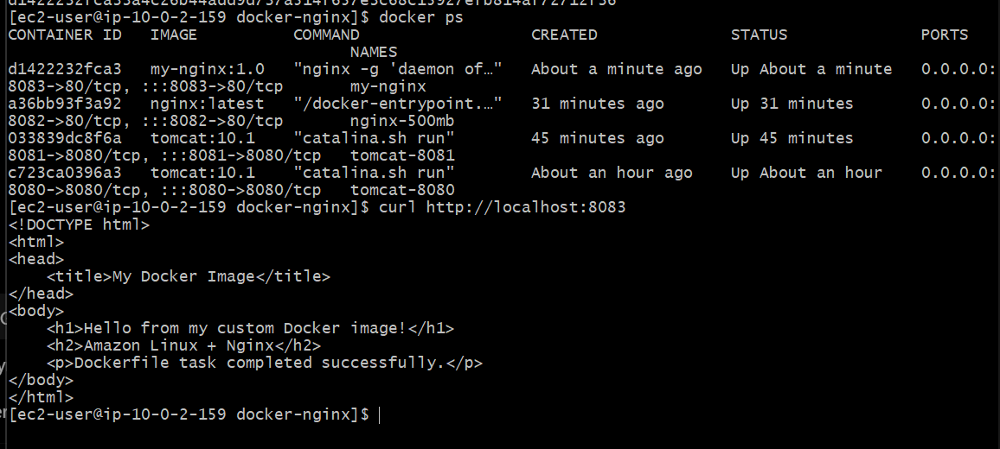 [ec2-user@ip-10-0-2-159 docker-nginx]$ docker ps
CONTAINER ID   IMAGE          COMMAND                  CREATED              STATUS              PORTS
                                     NAMES
d1422232fca3   my-nginx:1.0   "nginx -g 'daemon of…"   About a minute ago   Up About a minute   0.0.0.0:
8083->80/tcp, :::8083->80/tcp       my-nginx
a36bb93f3a92   nginx:latest   "/docker-entrypoint.…"   31 minutes ago       Up 31 minutes       0.0.0.0:
8082->80/tcp, :::8082->80/tcp       nginx-500mb
033839dc8f6a   tomcat:10.1    "catalina.sh run"        45 minutes ago       Up 45 minutes       0.0.0.0:
8081->8080/tcp, :::8081->8080/tcp   tomcat-8081
c723ca0396a3   tomcat:10.1    "catalina.sh run"        About an hour ago    Up About an hour    0.0.0.0:
8080->8080/tcp, :::8080->8080/tcp   tomcat-8080
[ec2-user@ip-10-0-2-159 docker-nginx]$ curl http://localhost:8083
<!DOCTYPE html>
<html>
<head>
    <title>My Docker Image</title>
</head>
<body>
    <h1>Hello from my custom Docker image!</h1>
    <h2>Amazon Linux + Nginx</h2>
    <p>Dockerfile task completed successfully.</p>
</body>
</html>
[ec2-user@ip-10-0-2-159 docker-nginx]$